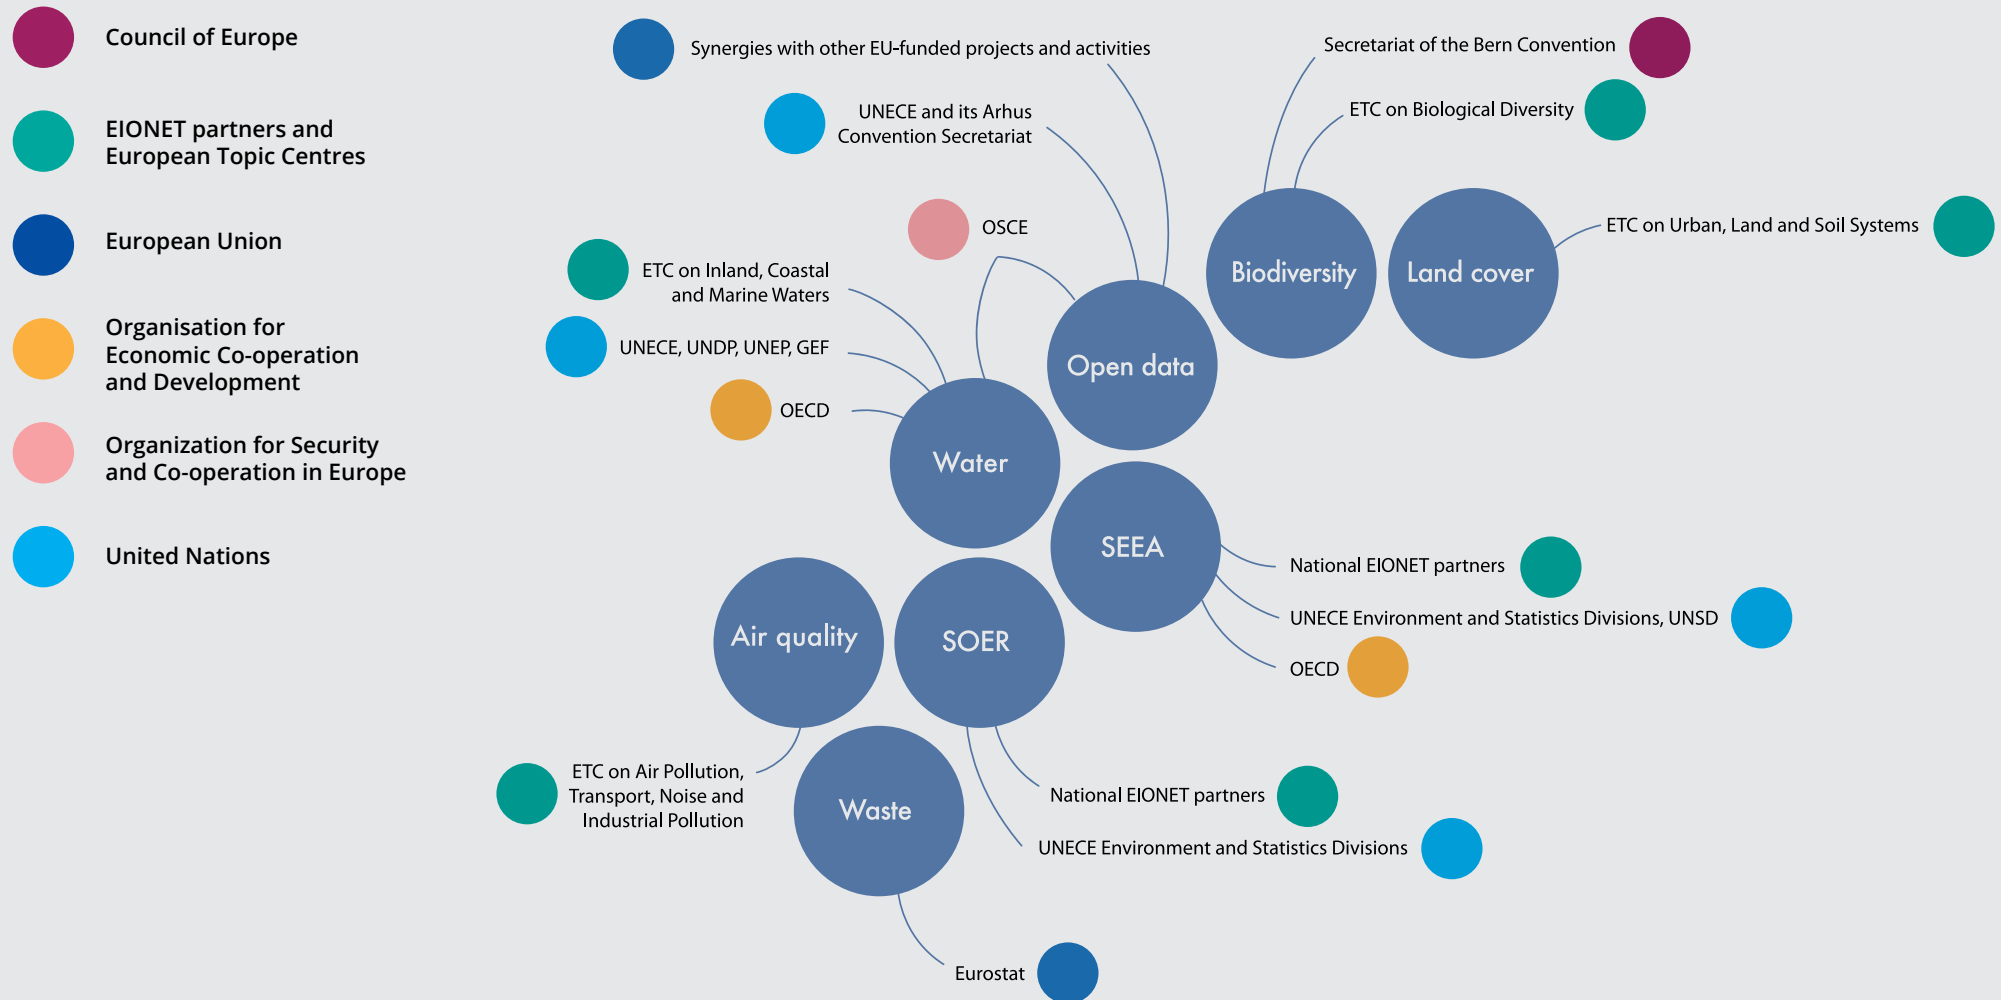 Council of Europe
EIONET partners and
European Topic Centres
European Union
Organisation for
Economic Co-operation
and Development
Organization for Security
and Co-operation in Europe
United Nations
Synergies with other EU-funded projects and activities
UNECE and its Arhus
Convention Secretariat
OSCE
ETC on Inland, Coastal
and Marine Waters
UNECE, UNDP, UNEP, GEF
OECD
Secretariat of the Bern Convention
ETC on Biological Diversity
ETC on Urban, Land and Soil Systems
Biodiversity
Land cover
Open data
Water
SEEA
Air quality
SOER
Waste
National EIONET partners
UNECE Environment and Statistics Divisions, UNSD
OECD
ETC on Air Pollution,
Transport, Noise and
Industrial Pollution
National EIONET partners
UNECE Environment and Statistics Divisions
Eurostat